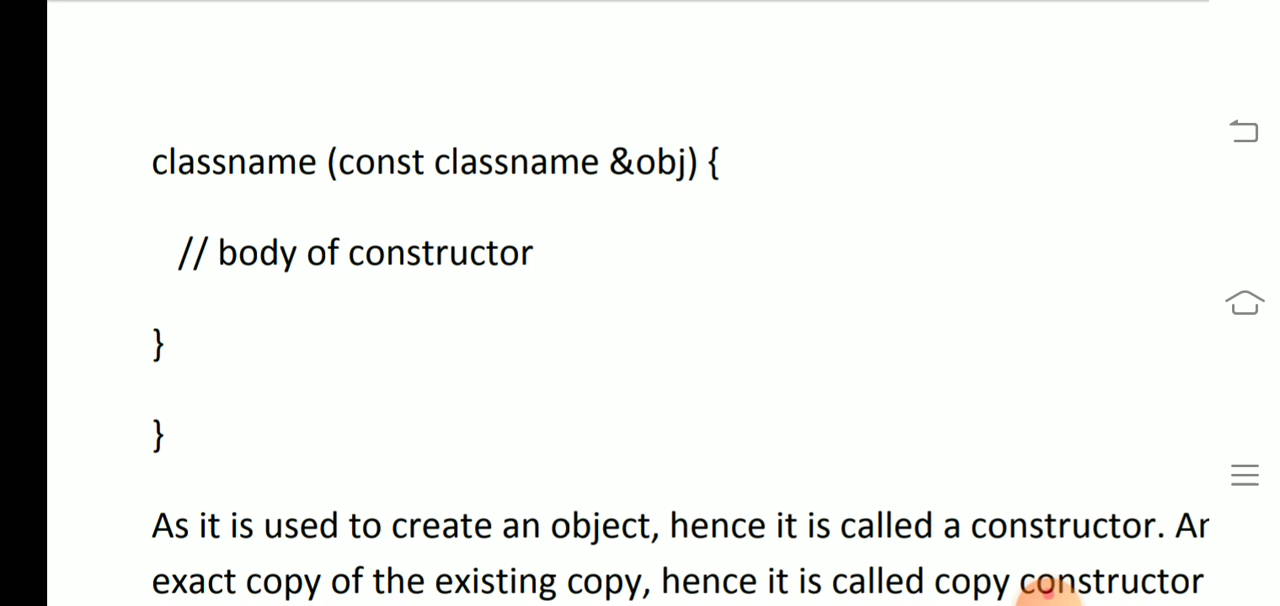 classname (const classname &obj) {
// body of constructor
}
}
As it is used to create an object, hence it is called a constructor.
exact copy of the existing copy, hence it is called copy constructor